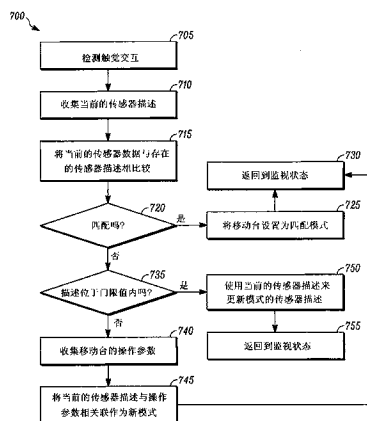 700
705
检测触觉交互
710
收集当前的传感器描述
715
将当前的传感器数据与存在
的传感器描述相比较
720
匹配吗?
是
否
730
返回到监视状态
725
将移动台设置为匹配模式
735
描述位于门限值内吗?
是
否
750
使用当前的传感器描述来
更新模式的传感器描述
755
返回到监视状态
740
收集移动台的操作参数
745
将当前的传感器描述与操作
参数相关联作为新模式